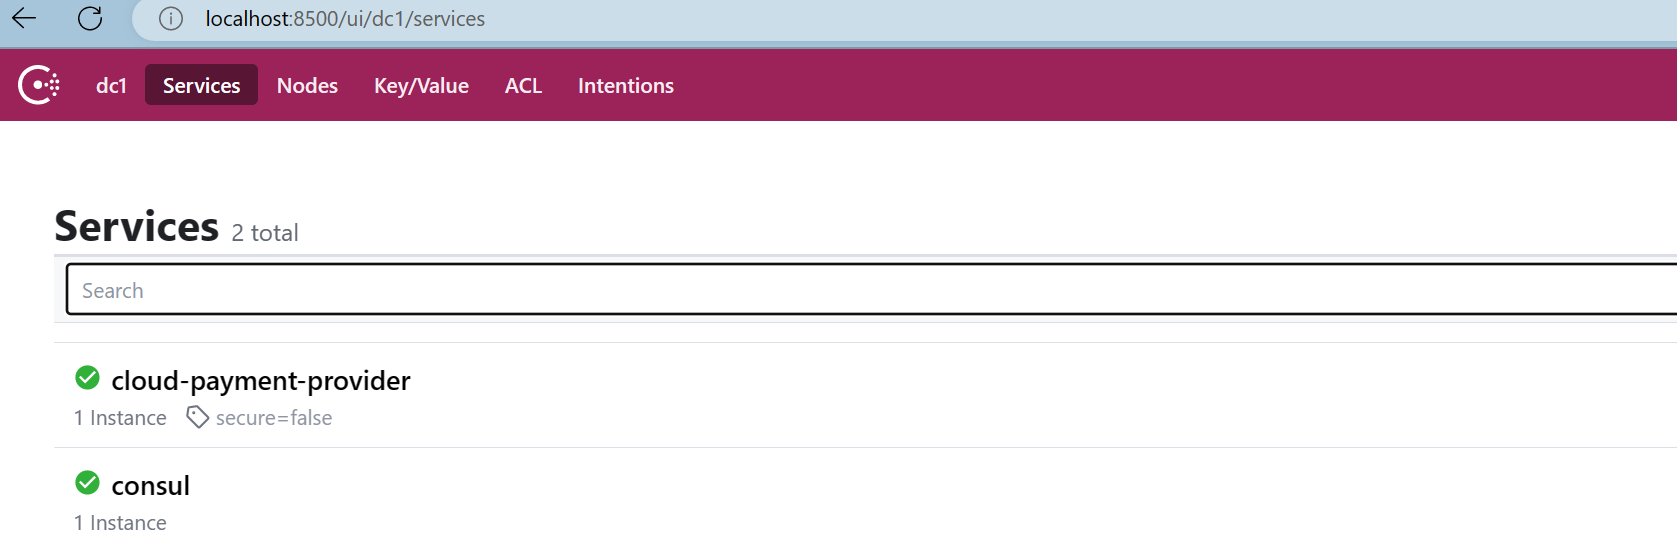 localhost:8500/ui/dc1/services
dc1 Services Nodes Key/Value ACL Intentions
Services 2 total
Search
cloud-payment-provider
1 Instance secure=false
consul
1 Instance